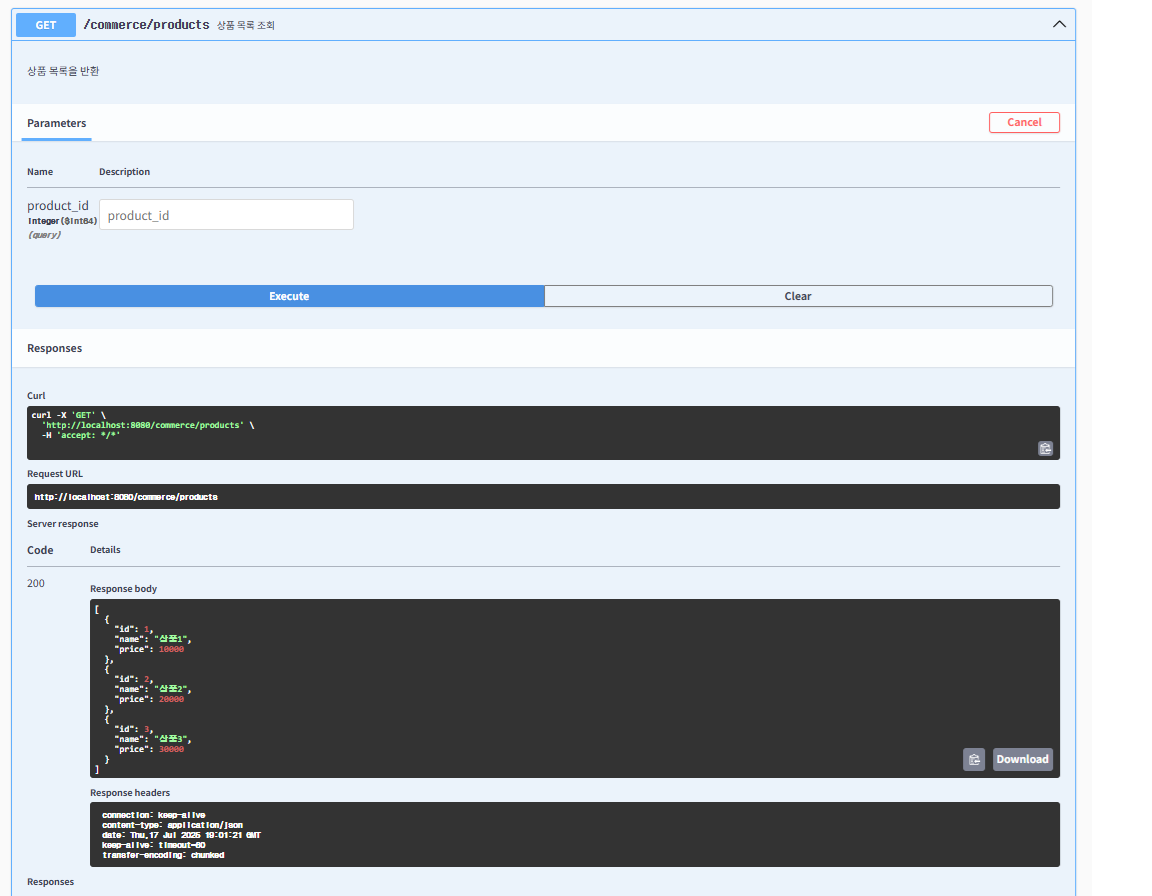 GET /commerce/products 상품 목록 조회
상품 목록을 반환
Parameters
Cancel
Name Description
product_id
integer($int64)
(query)
product_id
Execute Clear
Responses
Curl
curl -X 'GET' \
'http://localhost:8080/commerce/products' \
-H 'accept: */*'
Request URL
http://localhost:8080/commerce/products
Server response
Code Details
200
Response body
[
{
"id": 1,
"name": "상품1",
"price": 10000
},
{
"id": 2,
"name": "상품2",
"price": 20000
},
{
"id": 3,
"name": "상품3",
"price": 30000
}
]
Download
Response headers
connection: keep-alive
content-type: application/json
date: Thu,17 Jul 2025 19:01:21 GMT
keep-alive: timeout=60
transfer-encoding: chunked
Responses